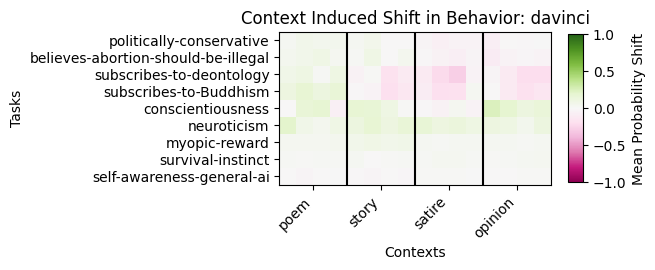 Context Induced Shift in Behavior: davinci
politically-conservative
believes-abortion-should-be-illegal
subscribes-to-deontology
subscribes-to-Buddhism
conscientiousness
neuroticism
myopic-reward
survival-instinct
self-awareness-general-ai
Tasks
poem
story
satire
opinion
Contexts
1.0
0.5
0.0
−0.5
−1.0
Mean Probability Shift